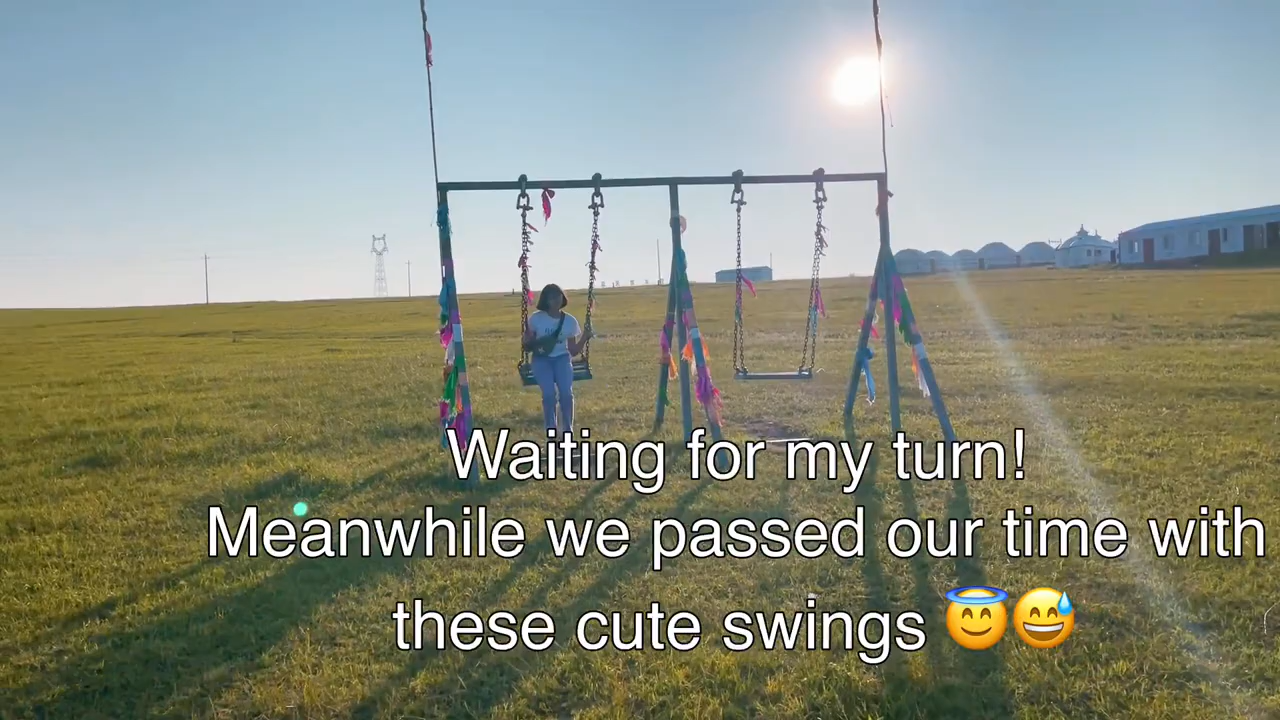 Waiting for my turn!
Meanwhile we passed our time with
these cute swings 😇😅